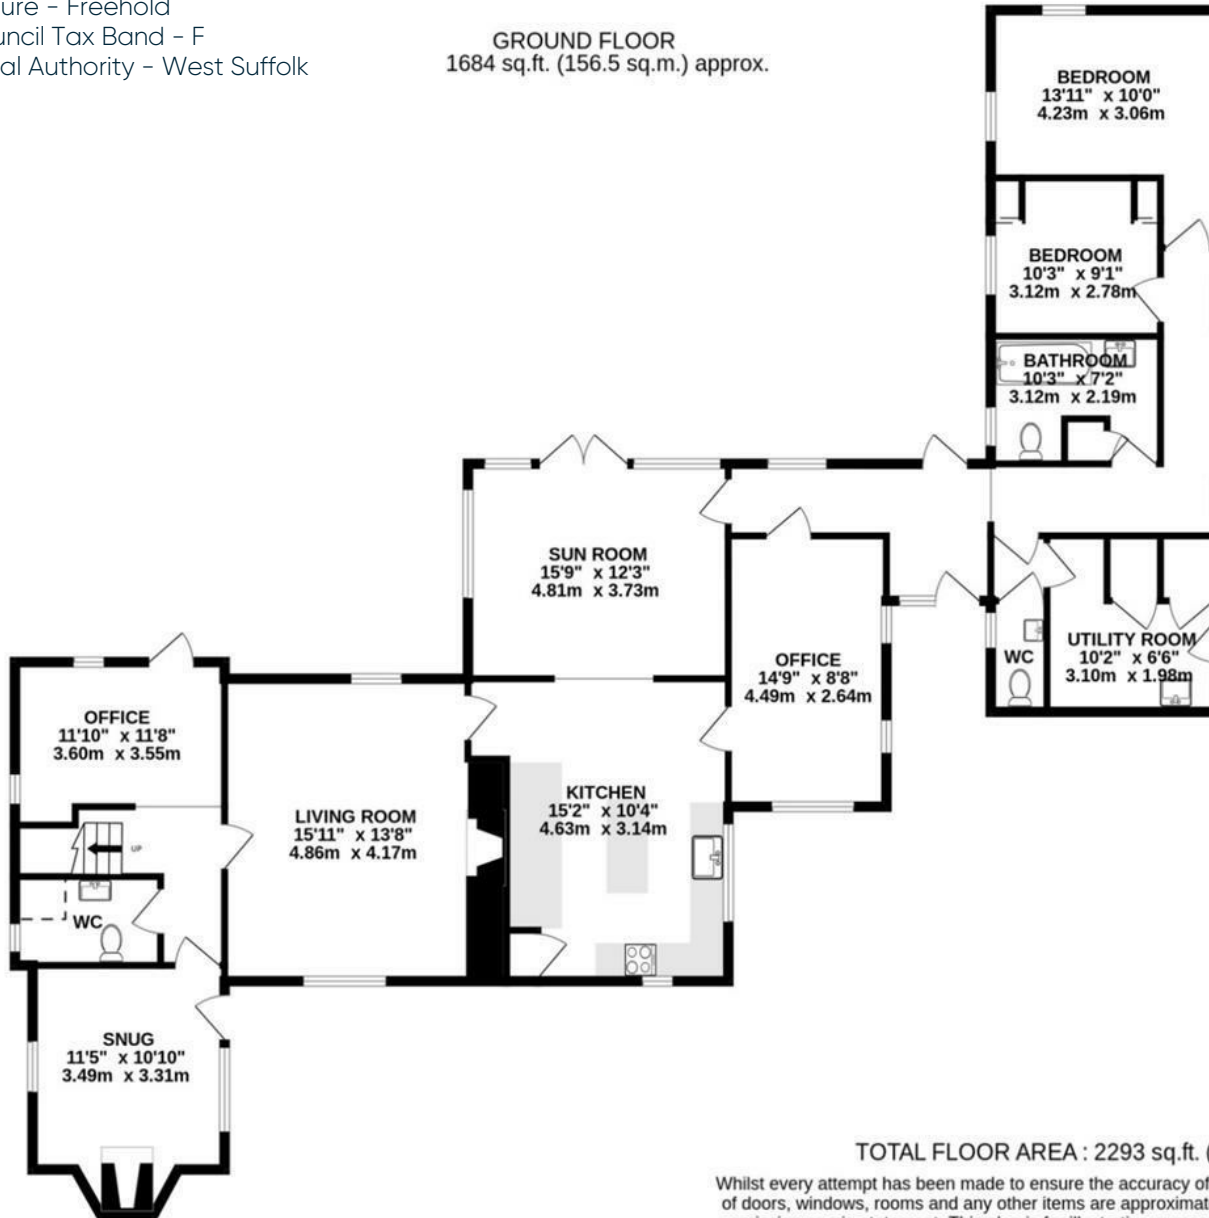 ure - Freehold
uncil Tax Band - F
al Authority - West Suffolk
GROUND FLOOR
1684 sq.ft. (156.5 sq.m.) approx.
BEDROOM
13'11" x 10'0"
4.23m x 3.06m
BEDROOM
10'3" x 9'1"
3.12m x 2.78m
BATHROOM
10'3" x 7'2"
3.12m x 2.19m
SUN ROOM
15'9" x 12'3"
4.81m x 3.73m
OFFICE
14'9" x 8'8"
4.49m x 2.64m
WC
UTILITY ROOM
10'2" x 6'6"
3.10m x 1.98m
OFFICE
11'10" x 11'8"
3.60m x 3.55m
LIVING ROOM
15'11" x 13'8"
4.86m x 4.17m
KITCHEN
15'2" x 10'4"
4.63m x 3.14m
UP
WC
SNUG
11'5" x 10'10"
3.49m x 3.31m
TOTAL FLOOR AREA : 2293 sq.ft. (
Whilst every attempt has been made to ensure the accuracy of
of doors, windows, rooms and any other items are approximat